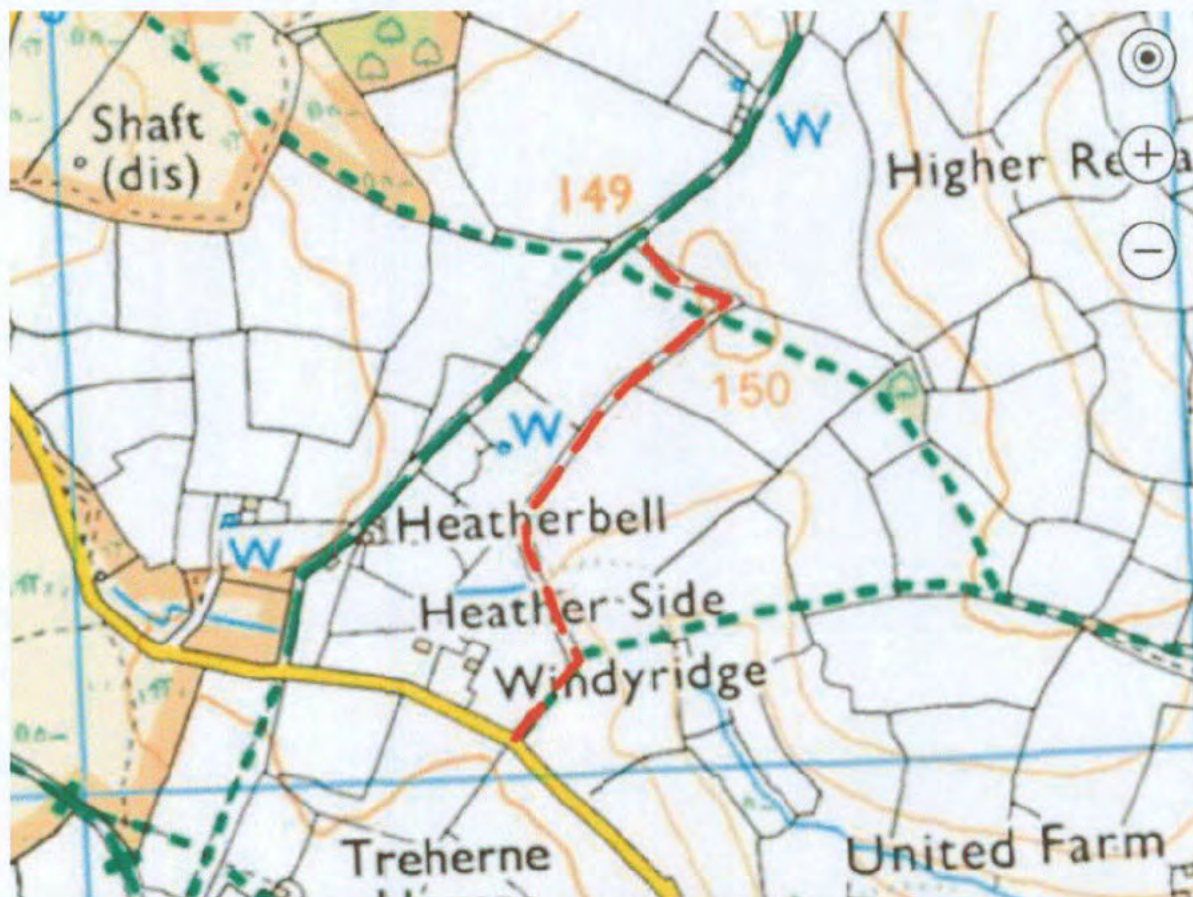 Shaft
(dis)
W
149
Higher Re
150
W
Heatherbell
W
Heather Side
Windyridge
Treherne
United Farm